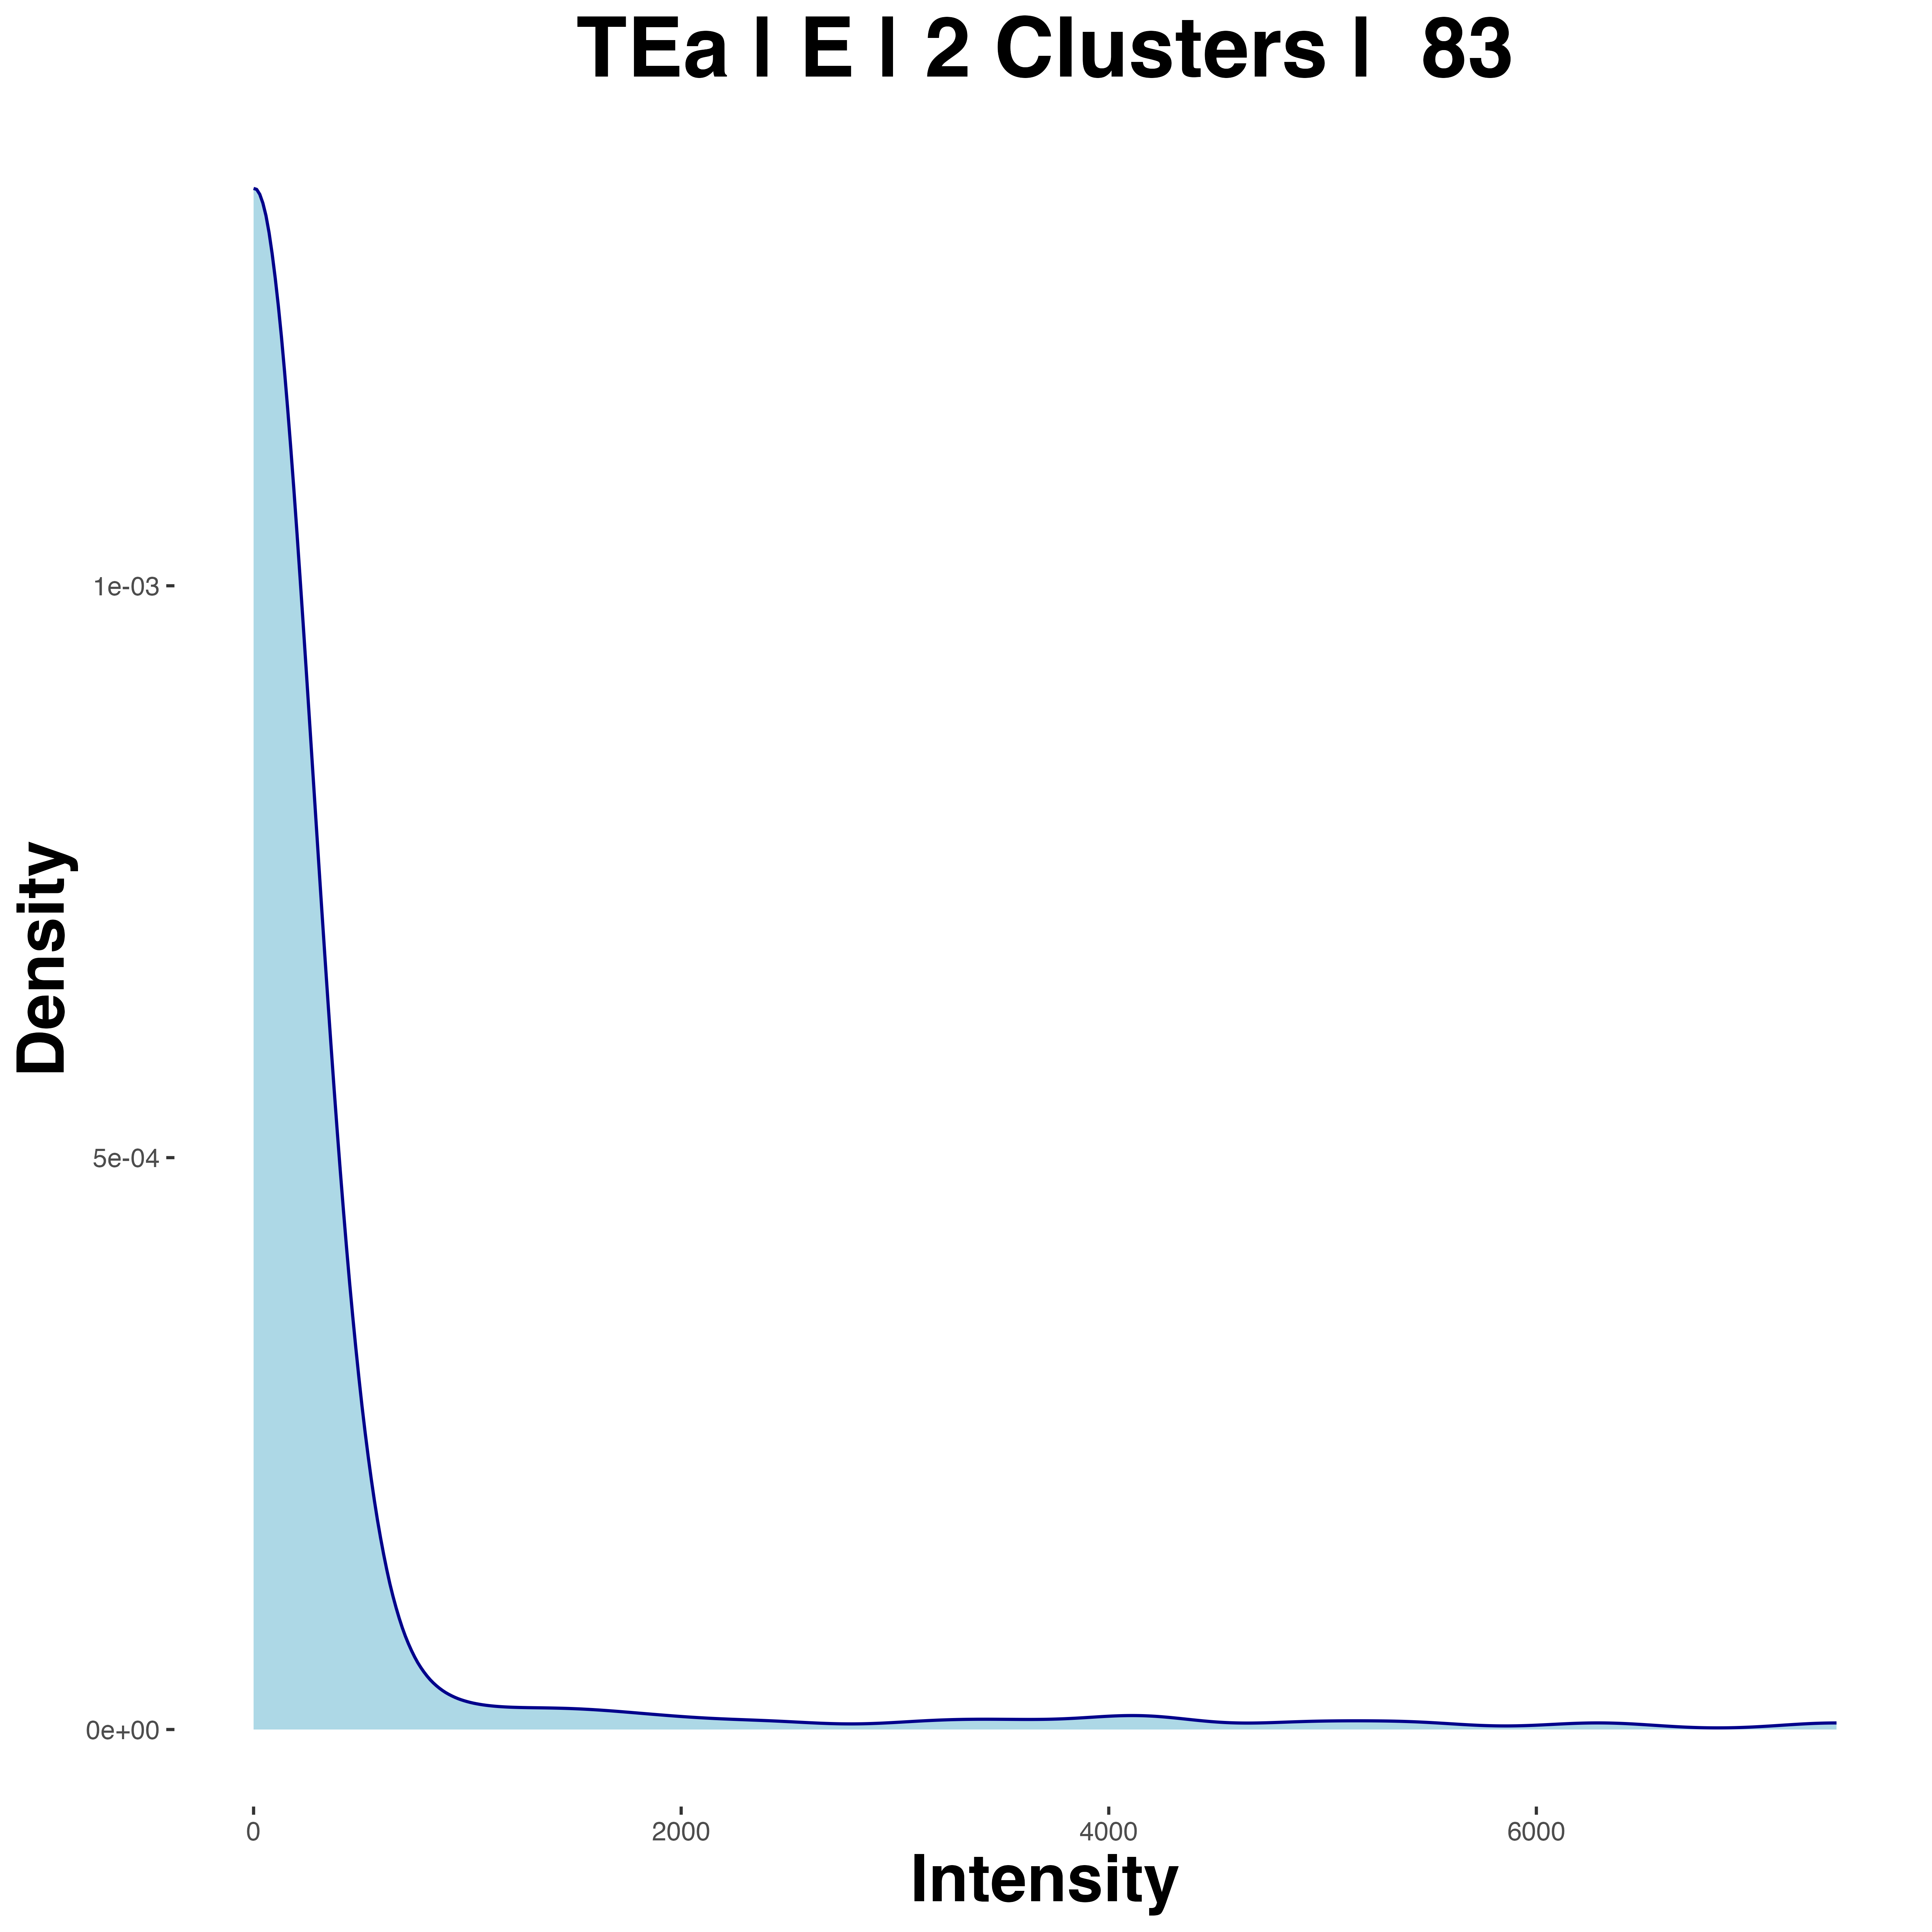 TEa | E | 2 Clusters | 83
Density
1e-03
5e-04
0e+00
0
2000
4000
6000
Intensity